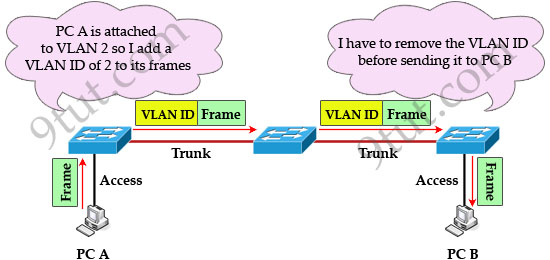 PC A is attached
to VLAN 2 so I add a
VLAN ID of 2 to its frames
I have to remove the VLAN ID
before sending it to PC B
9tut.com
9tut.com
VLAN ID Frame
VLAN ID Frame
Trunk
Trunk
Frame
Access
Access
Frame
PC A
PC B